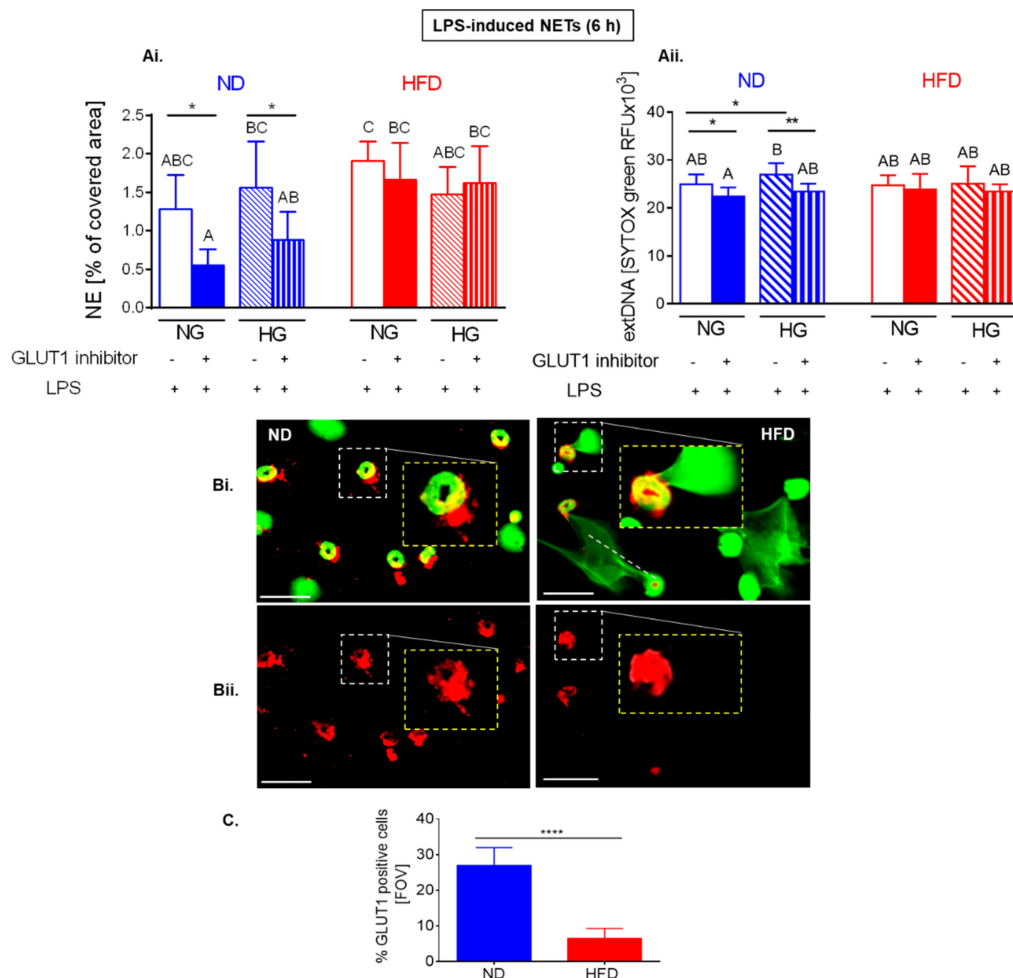 LPS-induced NETs (6 h)
Ai.
ND HFD
NE [% of covered area]
2.5
2.0
1.5
1.0
0.5
0.0
* *
ABC A BC AB C BC ABC BC
NG HG NG HG
GLUT1 inhibitor - + - + - + - +
LPS + + + + + + + +
Aii.
ND HFD
extDNA [SYTOX green RFUx10³]
40
30
20
10
0
*
* **
AB A B AB AB AB AB AB
NG HG NG HG
GLUT1 inhibitor - + - + - + - +
LPS + + + + + + + +
Bi.
ND
HFD
Bii.
C.
% GLUT1 positive cells
[FOV]
40
30
20
10
0
****
ND HFD